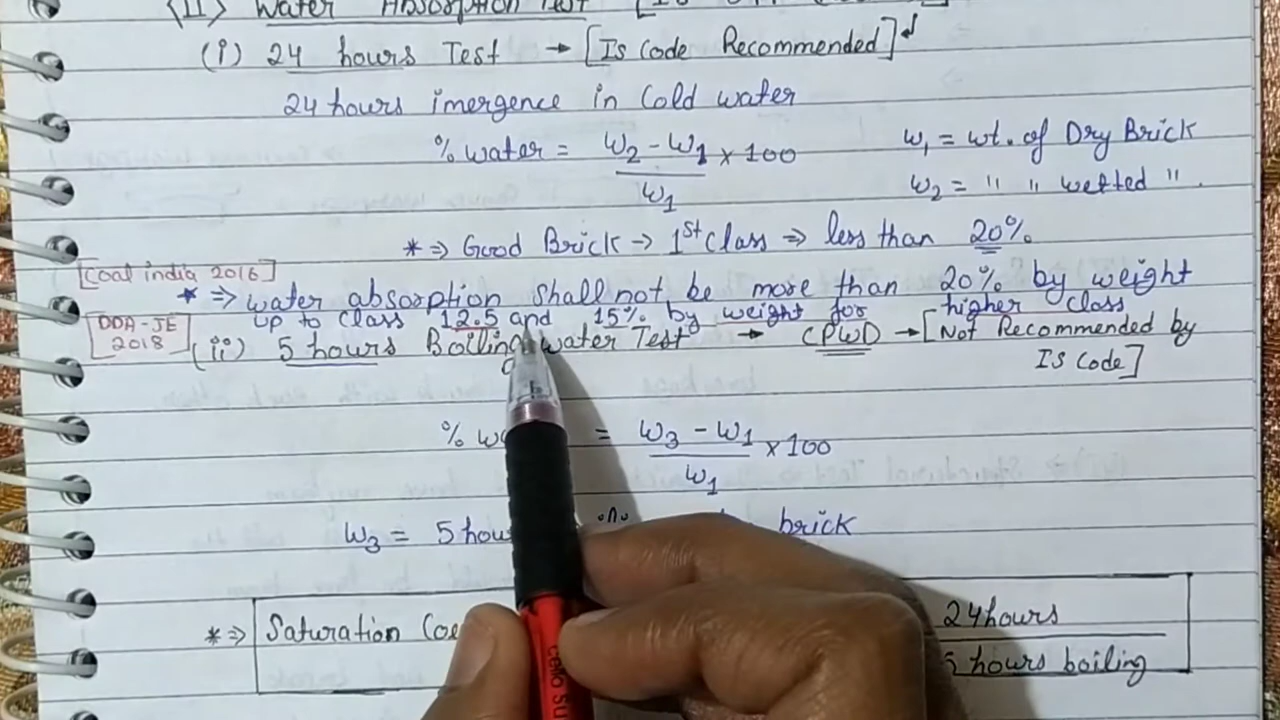 <II> Water Absorption Test
(i) 24 hours Test → [Is Code Recommended]
24 hours imergence in Cold water
% water = (w2 - w1) / w1 × 100
w1 = wt. of Dry Brick
w2 = " " wetted ".
* ⇒ Good Brick → 1st Class ⇒ less than 20%.
[Coal india 2016]
* ⇒ water absorption shall not be more than 20% by weight
up to class 12.5 and 15% by weight for higher class
[DDA-JE 2018]
(ii) 5 hours Boiling water Test → CPWD → [Not Recommended by
IS Code]
% = (w3 - w1) / w1 × 100
w3 = 5 brick
* ⇒ Saturation
24 hours
5 hours boiling
cello